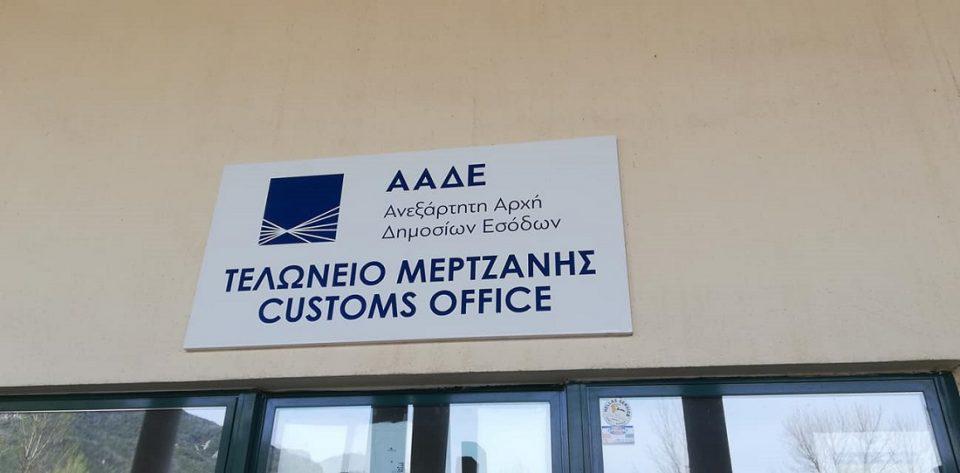 ΑΑΔΕ
Ανεξάρτητη Αρχή
Δημοσίων Εσόδων
ΤΕΛΩΝΕΙΟ ΜΕΡΤΖΑΝΗΣ
CUSTOMS OFFICE